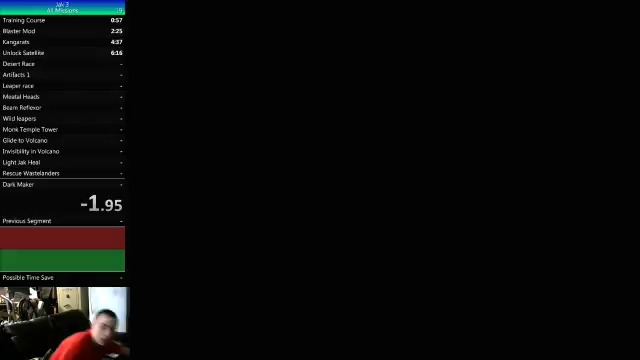 Jak 3
All Missions 19
Training Course 0:57
Blaster Mod 2:25
Kangarats 4:37
Unlock Satellite 6:16
Desert Race -
Artifacts 1 -
Leaper race -
Meatal Heads -
Beam Reflexor -
Wild leapers -
Monk Temple Tower -
Glide to Volcano -
Invisibility in Volcano -
Light Jak Heal -
Rescue Wastelanders -
Dark Maker -
-1.95
Previous Segment -
Possible Time Save -